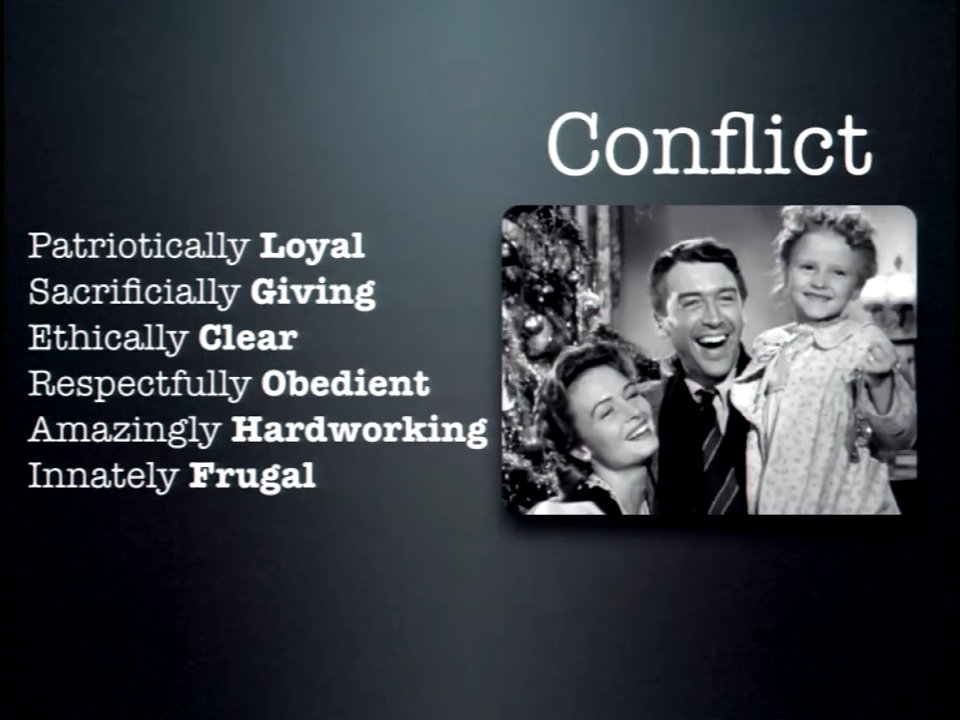 Conflict
Patriotically Loyal
Sacrificially Giving
Ethically Clear
Respectfully Obedient
Amazingly Hardworking
Innately Frugal